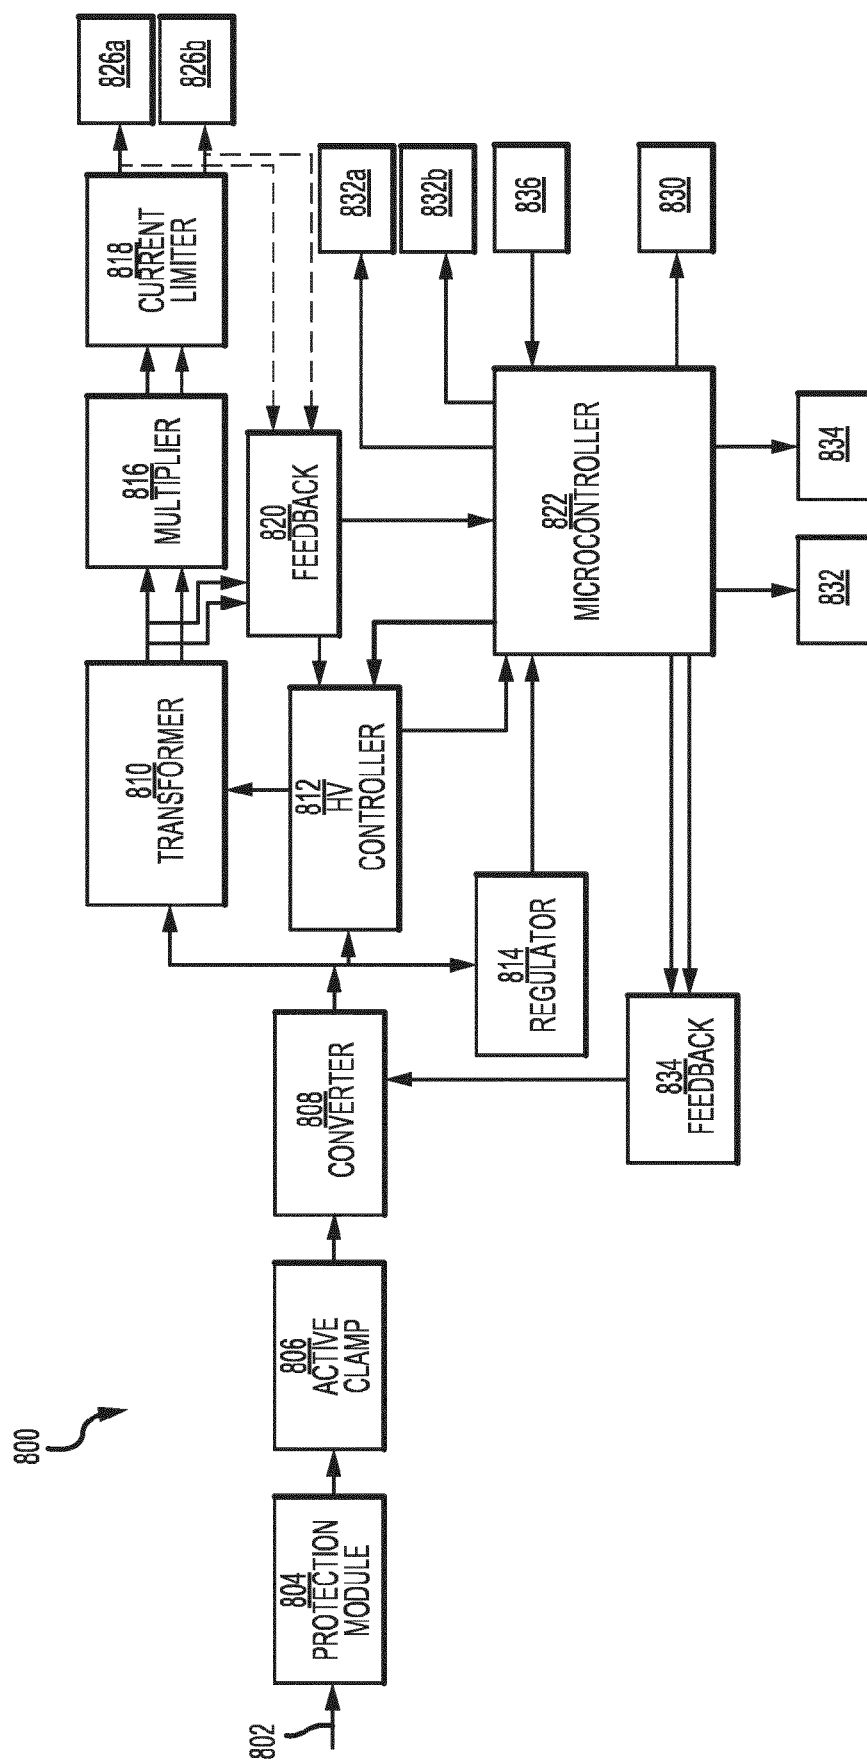 800
802
804
PROTECTION
MODULE
806
ACTIVE
CLAMP
808
CONVERTER
810
TRANSFORMER
812
HV
CONTROLLER
814
REGULATOR
834
FEEDBACK
816
MULTIPLIER
818
CURRENT
LIMITER
820
FEEDBACK
822
MICROCONTROLLER
826a
826b
832a
832b
836
830
832
834